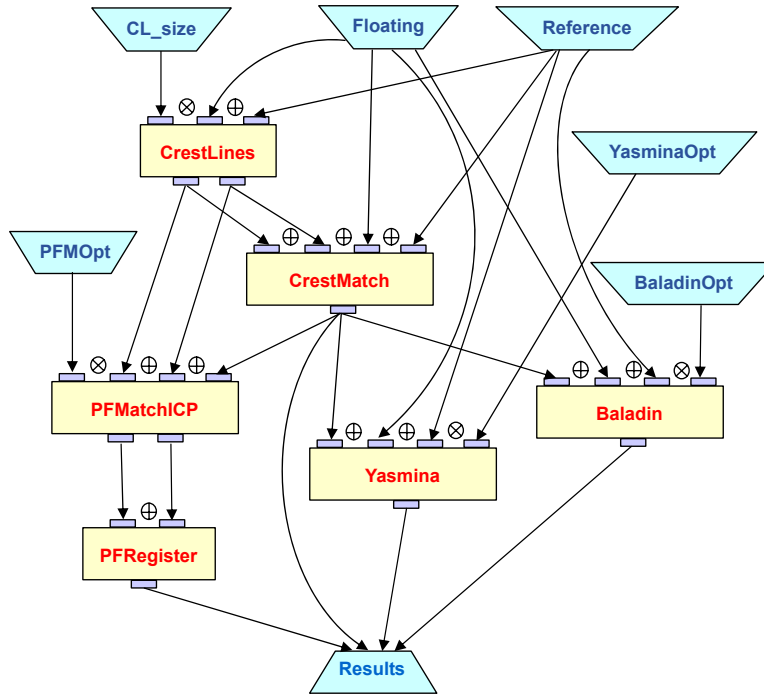 CL_size
Floating
Reference
⊗
⊕
CrestLines
YasminaOpt
PFMOpt
⊕
⊕
⊕
CrestMatch
BaladinOpt
⊗
⊕
⊕
PFMatchICP
⊕
⊕
⊗
Baladin
⊕
⊕
⊗
Yasmina
⊕
PFRegister
Results